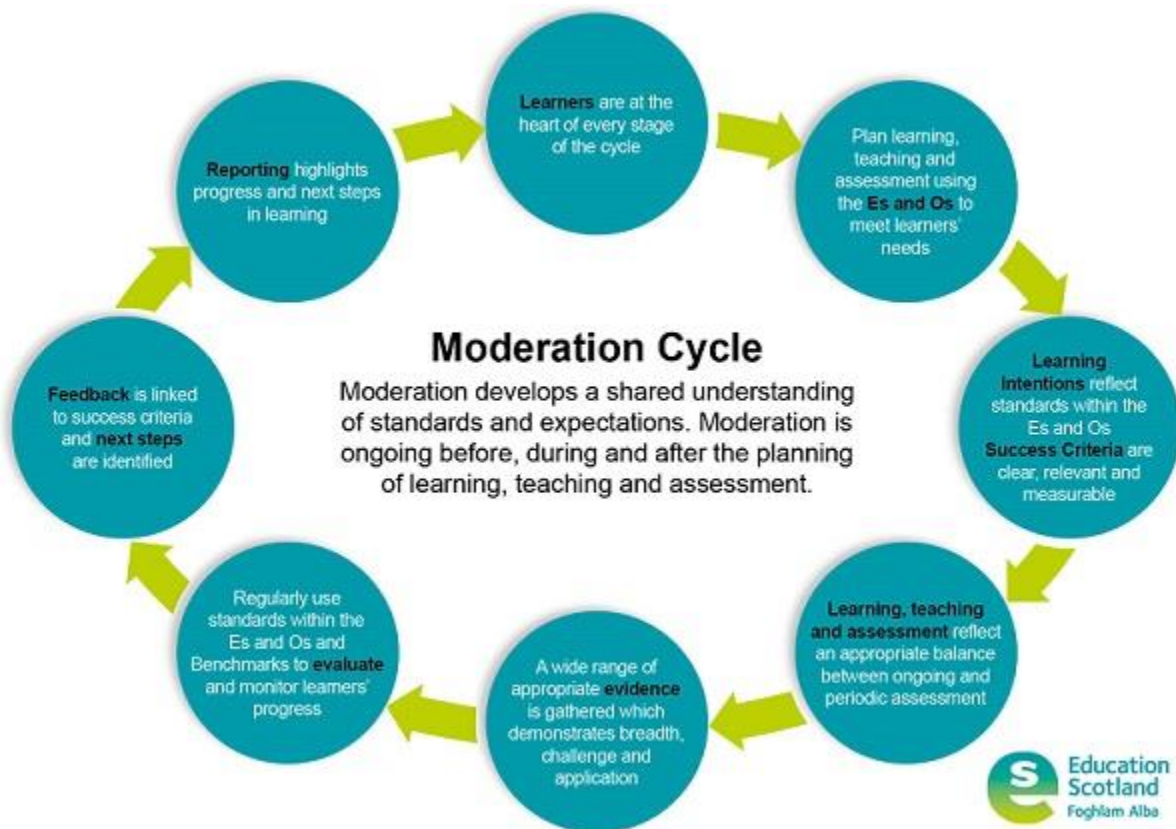 Learners are at the
heart of every stage
of the cycle
Plan learning,
teaching and
assessment using
the Es and Os to
meet learners'
needs
Learning
Intentions reflect
standards within the
Es and Os
Success Criteria are
clear, relevant and
measurable
Learning, teaching
and assessment reflect
an appropriate balance
between ongoing and
periodic assessment
A wide range of
appropriate evidence
is gathered which
demonstrates breadth,
challenge and
application
Regularly use
standards within the
Es and Os and
Benchmarks to evaluate
and monitor learners'
progress
Feedback is linked
to success criteria
and next steps
are identified
Reporting highlights
progress and next steps
in learning
Moderation Cycle
Moderation develops a shared understanding
of standards and expectations. Moderation is
ongoing before, during and after the planning
of learning, teaching and assessment.
Education
Scotland
Foghlam Alba